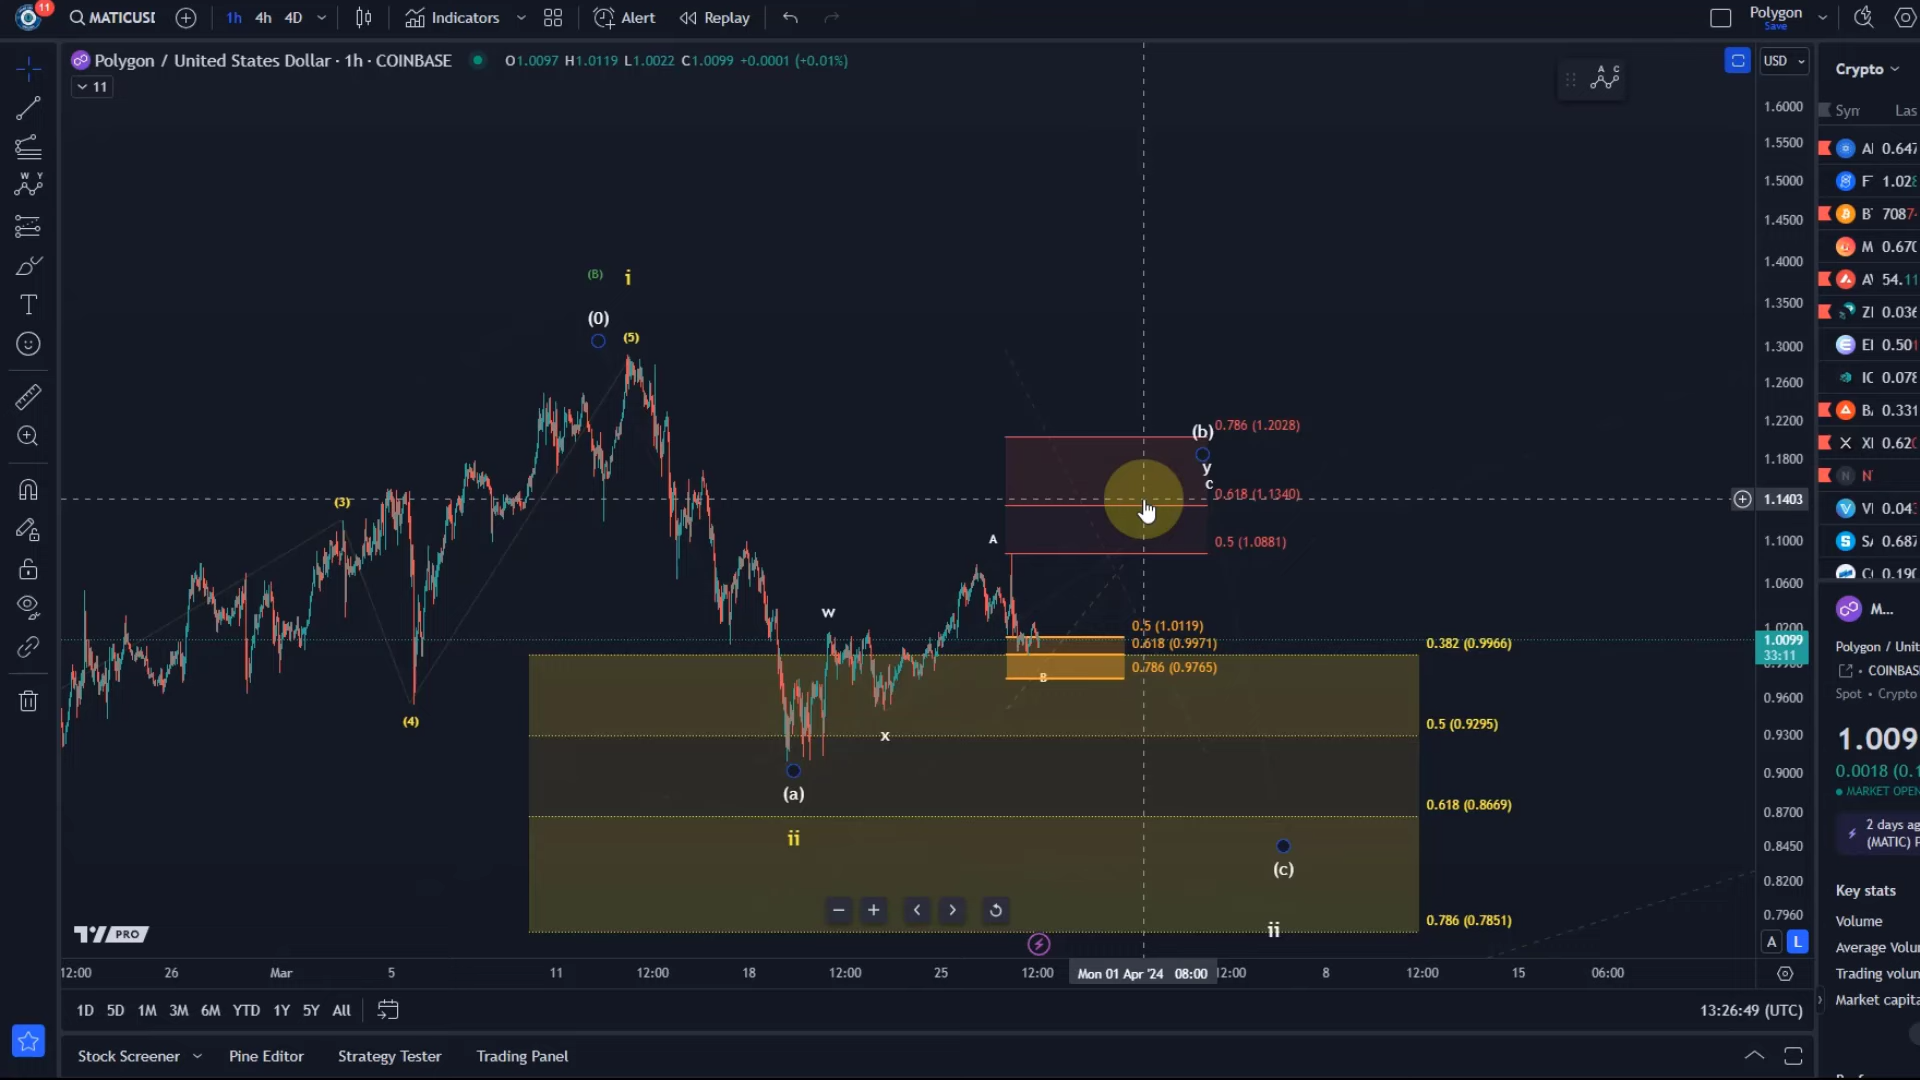 11
MATICUSI
1h 4h 4D
Indicators
Alert
Replay
Polygon
Save
Polygon / United States Dollar · 1h · COINBASE
O1.0097 H1.0119 L1.0022 C1.0099 +0.0001 (+0.01%)
11
A C
W Y
USD
Crypto
Syn Las
1.6000
1.5500
1.5000
1.4500
1.4000
1.3500
1.3000
1.2600
1.2200
1.1800
1.1403
1.1000
1.0600
1.0200
1.0099
33:11
0.9600
0.9300
0.9000
0.8700
0.8450
0.8200
0.7960
A L
(B) i
(0)
(5)
(3)
(4)
0.786 (1.2028)
(b)
y
c
0.618 (1.1340)
0.5 (1.0881)
A
w
0.5 (1.0119)
0.618 (0.9971)
0.786 (0.9765)
B
x
(a)
ii
0.382 (0.9966)
0.5 (0.9295)
0.618 (0.8669)
0.786 (0.7851)
(c)
ii
PRO
12:00 26 Mar 5 11 12:00 18 12:00 25 12:00 Mon 01 Apr '24 08:00 12:00 8 12:00 15 06:00
1D 5D 1M 3M 6M YTD 1Y 5Y All
13:26:49 (UTC)
Stock Screener Pine Editor Strategy Tester Trading Panel
0.647
1.028
7087
0.670
54.11
0.036
0.501
0.078
0.331
0.620
0.043
0.687
0.190
M...
Polygon / Unit
COINBAS
Spot • Crypto
1.009
0.0018 (0.1
MARKET OPEN
2 days ag
(MATIC) P
Key stats
Volume
Average Volu
Trading volun
Market capita